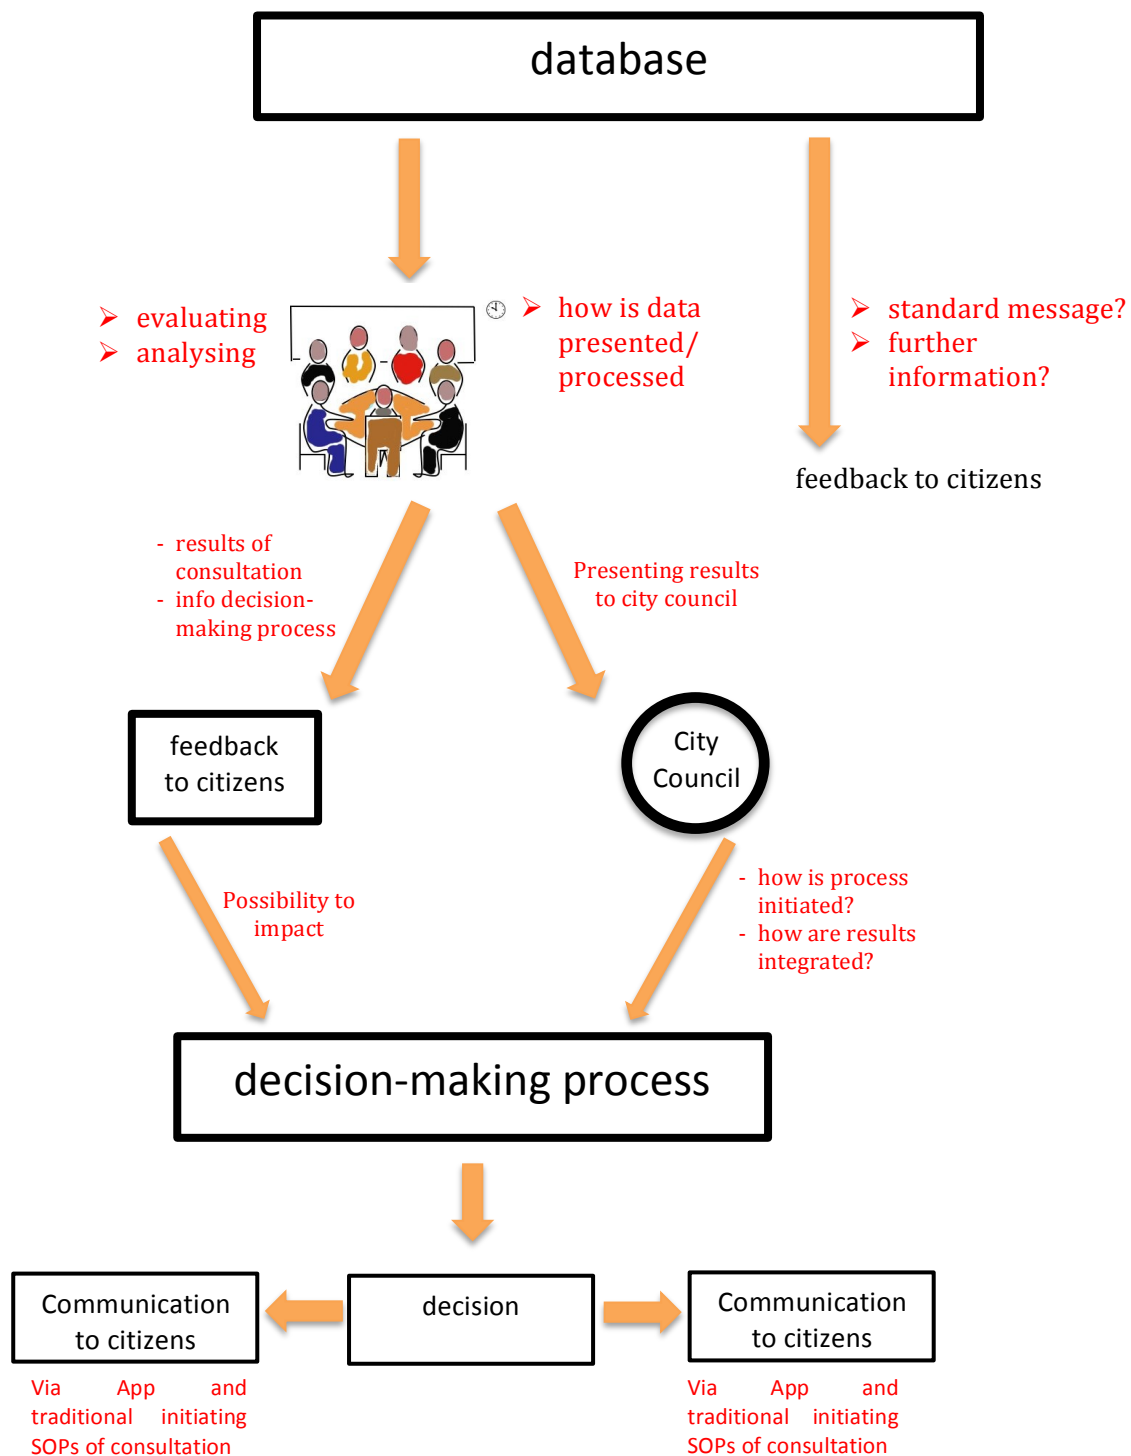 database
➢ evaluating
➢ analysing
➢ how is data
presented/
processed
➢ standard message?
➢ further
information?
feedback to citizens
- results of
consultation
- info decision-
making process
Presenting results
to city council
feedback
to citizens
City
Council
Possibility to
impact
- how is process
initiated?
- how are results
integrated?
decision-making process
Communication
to citizens
decision
Communication
to citizens
Via App and
traditional initiating
SOPs of consultation
Via App and
traditional initiating
SOPs of consultation